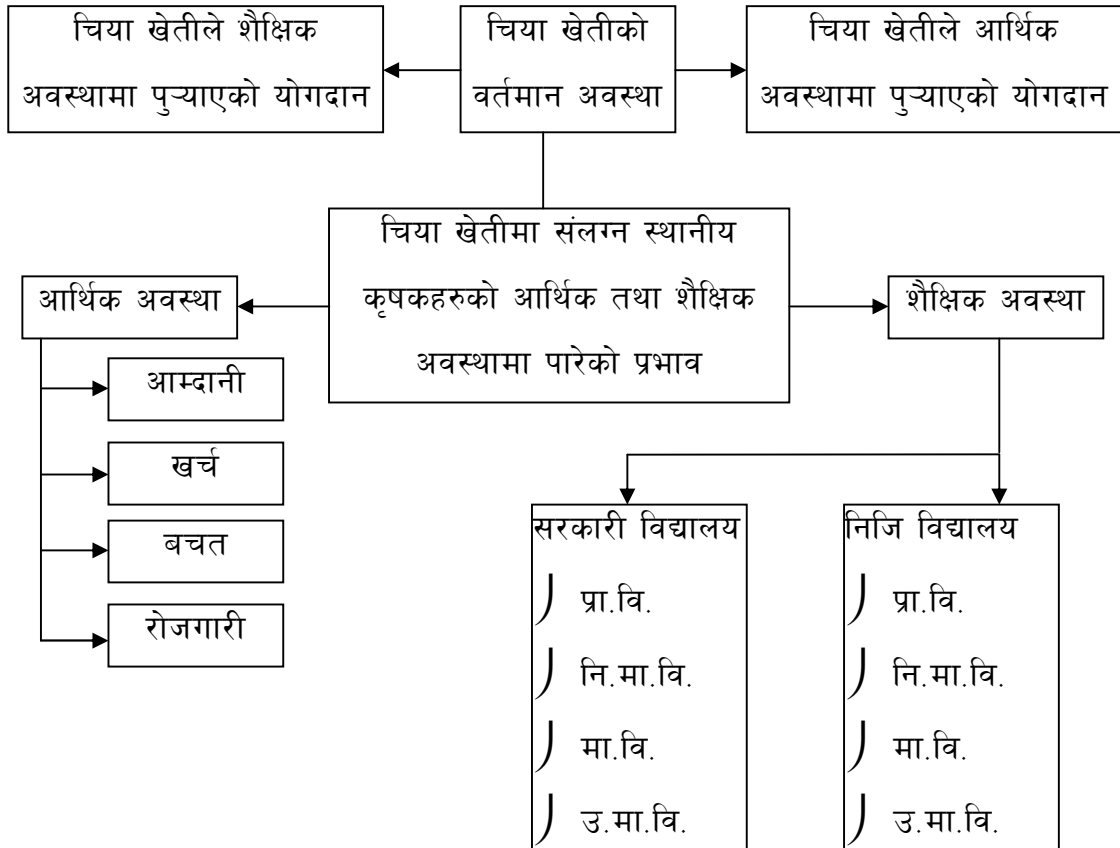 चिया खेतीले शैक्षिक
अवस्थामा पुऱ्याएको योगदान
चिया खेतीको
वर्तमान अवस्था
चिया खेतीले आर्थिक
अवस्थामा पुऱ्याएको योगदान
चिया खेतीमा संलग्न स्थानीय
कृषकहरुको आर्थिक तथा शैक्षिक
अवस्थामा पारेको प्रभाव
आर्थिक अवस्था
आम्दानी
खर्च
बचत
रोजगारी
शैक्षिक अवस्था
सरकारी विद्यालय
प्रा.वि.
नि.मा.वि.
मा.वि.
उ.मा.वि.
निजि विद्यालय
प्रा.वि.
नि.मा.वि.
मा.वि.
उ.मा.वि.